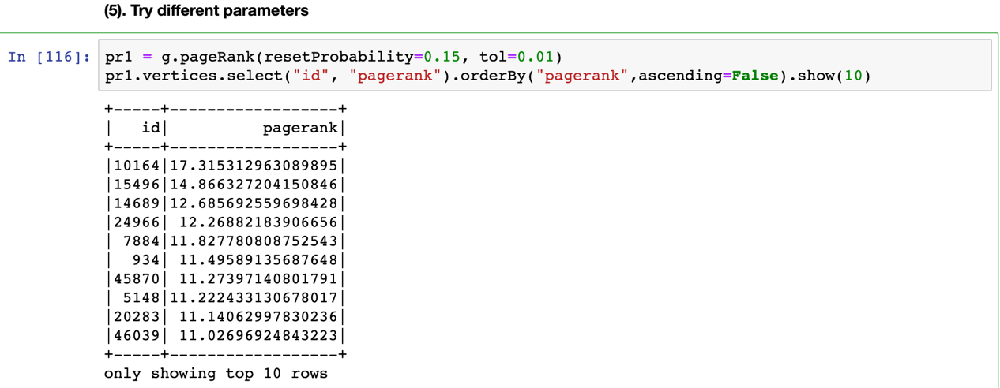 (5). Try different parameters
In [116]: pr1 = g.pageRank(resetProbability=0.15, tol=0.01)
pr1.vertices.select("id", "pagerank").orderBy("pagerank",ascending=False).show(10)
+-----+------------------+
|   id|          pagerank|
+-----+------------------+
|10164|17.315312963089895|
|15496|14.866327204150846|
|14689|12.685692559698428|
|24966| 12.26882183906656|
| 7884|11.827780808752543|
|  934| 11.49589135687648|
|45870| 11.27397140801791|
| 5148|11.222433130678017|
|20283| 11.14062997830236|
|46039| 11.02696924843223|
+-----+------------------+
only showing top 10 rows